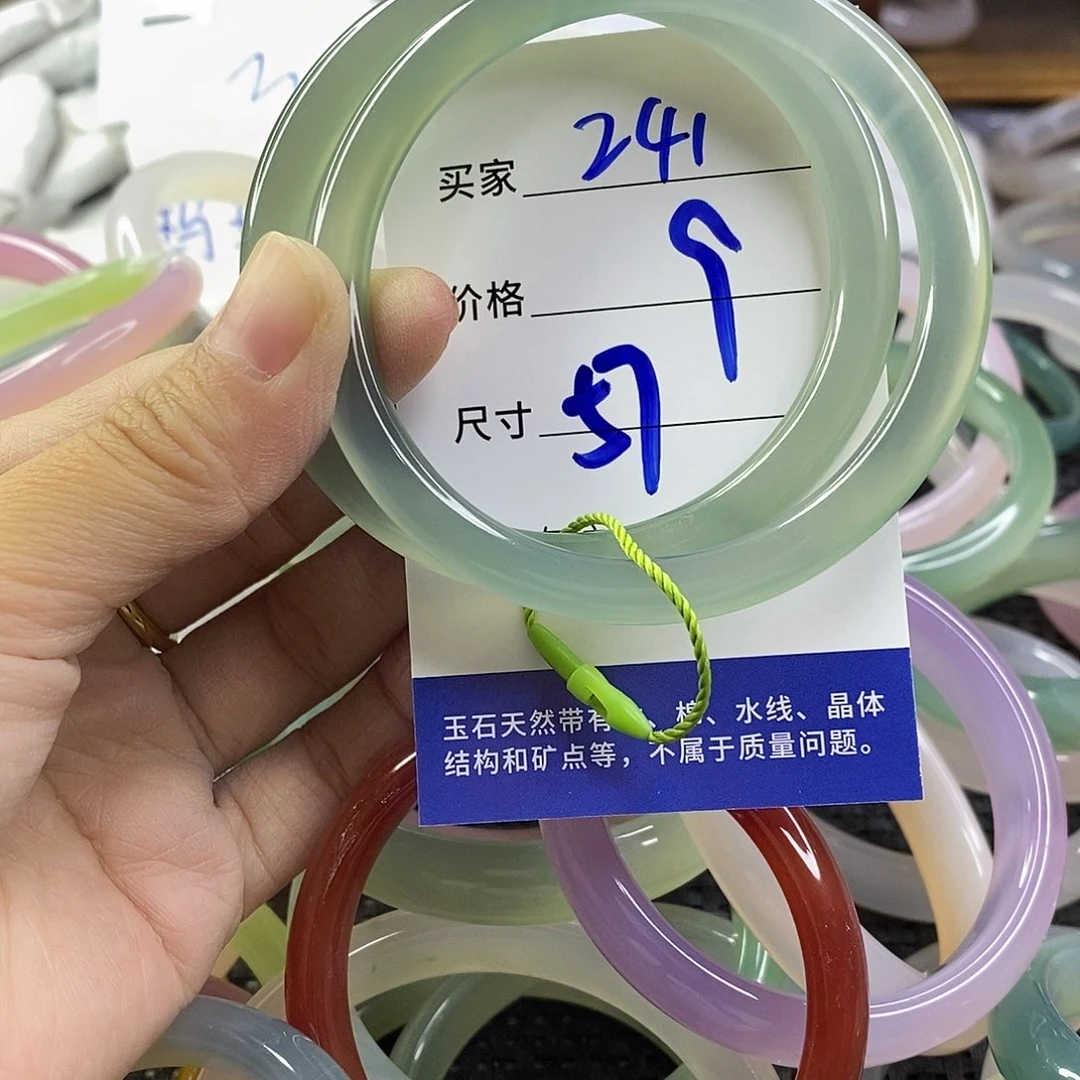 买家 241
价格 9
尺寸 57
玉石天然带有、棉、水线、晶体
结构和矿点等，不属于质量问题。
玛